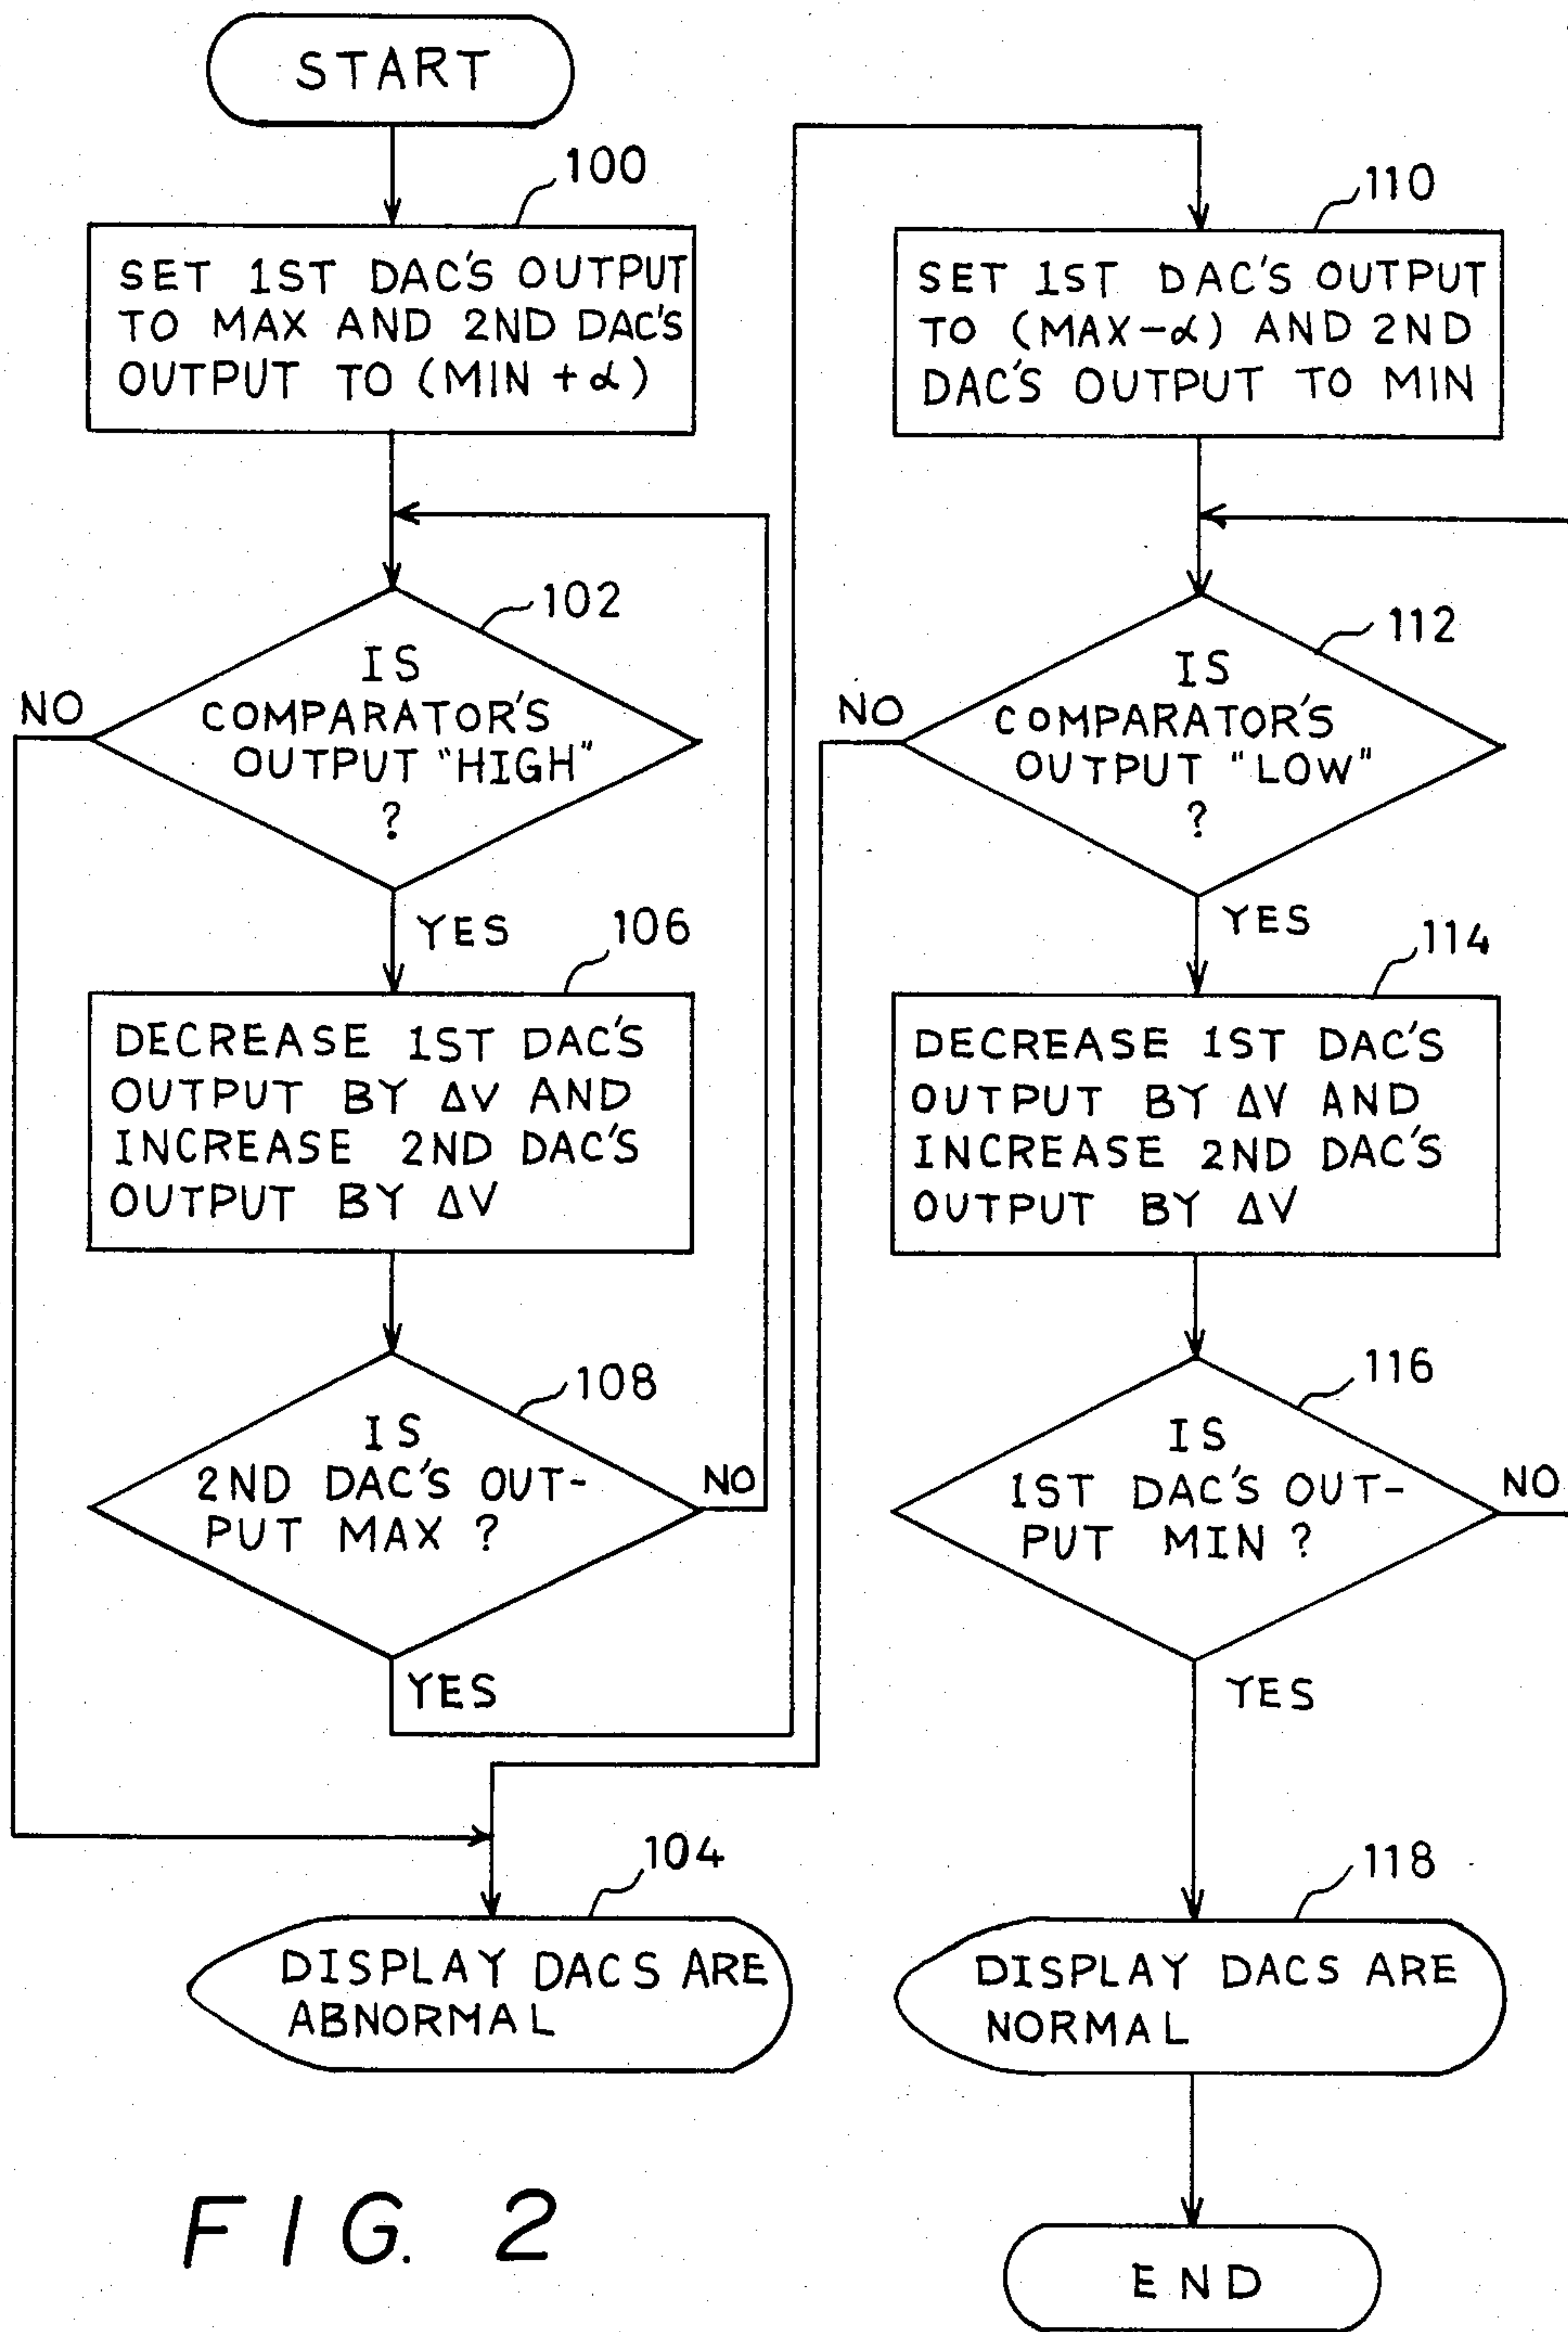 START
100
SET 1ST DAC'S OUTPUT
TO MAX AND 2ND DAC'S
OUTPUT TO (MIN + α)
102
IS
COMPARATOR'S
OUTPUT "HIGH"
?
NO
YES
106
DECREASE 1ST DAC'S
OUTPUT BY ΔV AND
INCREASE 2ND DAC'S
OUTPUT BY ΔV
108
IS
2ND DAC'S OUT-
PUT MAX ?
NO
YES
104
DISPLAY DACS ARE
ABNORMAL
110
SET 1ST DAC'S OUTPUT
TO (MAX-α) AND 2ND
DAC'S OUTPUT TO MIN
112
IS
COMPARATOR'S
OUTPUT "LOW"
?
NO
YES
114
DECREASE 1ST DAC'S
OUTPUT BY ΔV AND
INCREASE 2ND DAC'S
OUTPUT BY ΔV
116
IS
1ST DAC'S OUT-
PUT MIN ?
NO
YES
118
DISPLAY DACS ARE
NORMAL
END
FIG. 2